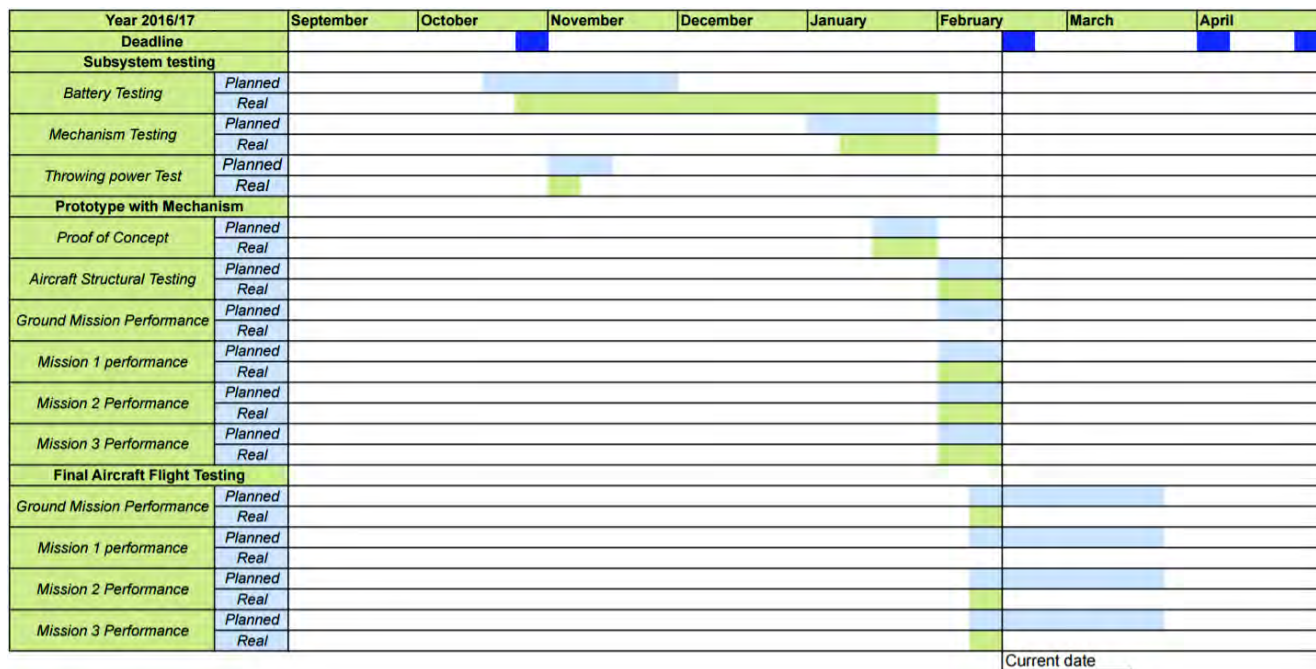 Year 2016/17 September October November December January February March April
Deadline
Subsystem testing
Battery Testing Planned
Real
Mechanism Testing Planned
Real
Throwing power Test Planned
Real
Prototype with Mechanism
Proof of Concept Planned
Real
Aircraft Structural Testing Planned
Real
Ground Mission Performance Planned
Real
Mission 1 performance Planned
Real
Mission 2 Performance Planned
Real
Mission 3 Performance Planned
Real
Final Aircraft Flight Testing
Ground Mission Performance Planned
Real
Mission 1 performance Planned
Real
Mission 2 Performance Planned
Real
Mission 3 Performance Planned
Real
Current date